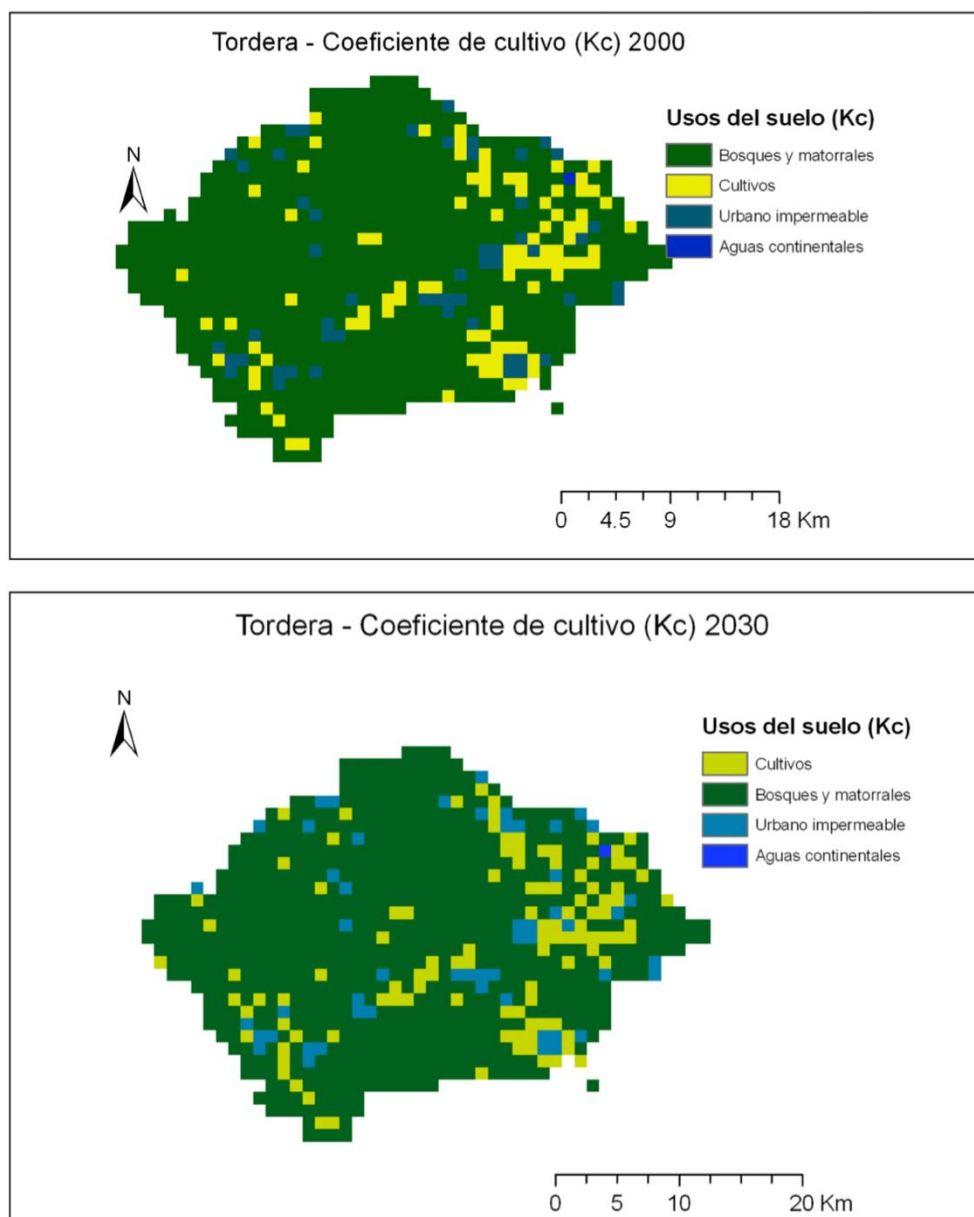 Tordera - Coeficiente de cultivo (Kc) 2000
N
Usos del suelo (Kc)
Bosques y matorrales
Cultivos
Urbano impermeable
Aguas continentales
0 4.5 9 18 Km
Tordera - Coeficiente de cultivo (Kc) 2030
N
Usos del suelo (Kc)
Cultivos
Bosques y matorrales
Urbano impermeable
Aguas continentales
0 5 10 20 Km